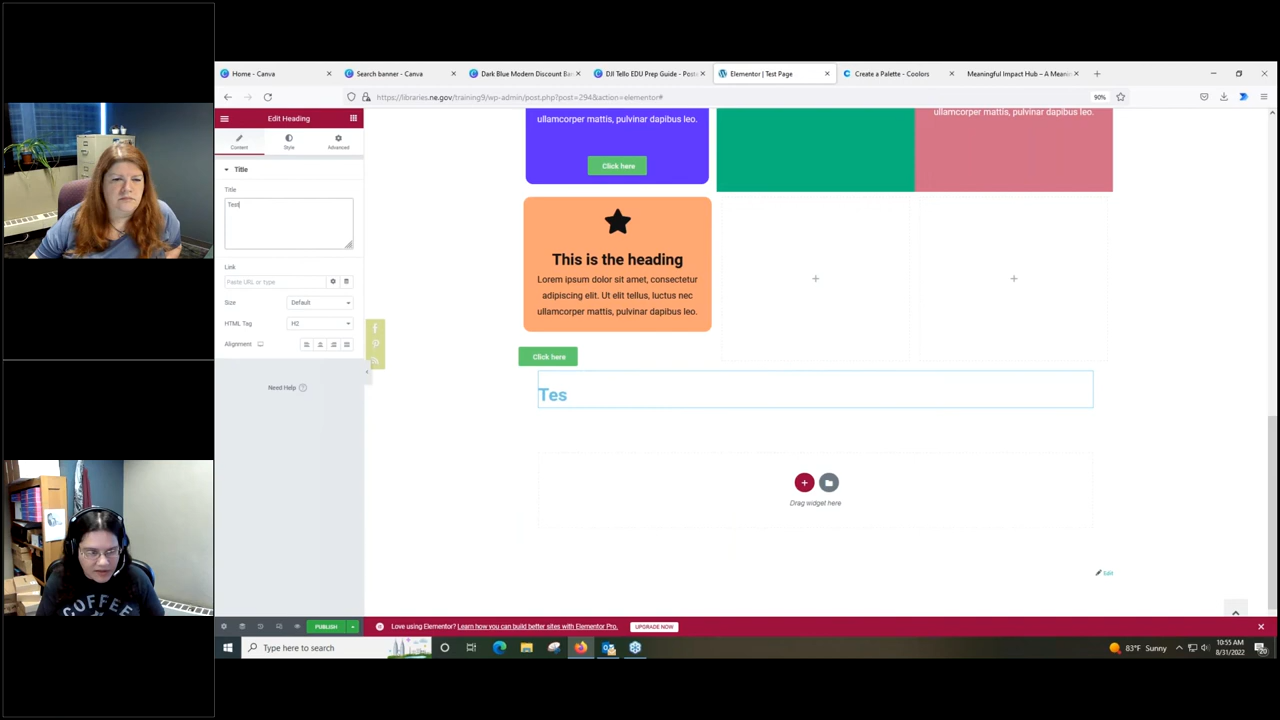 Home - Canva
Search banner - Canva
Dark Blue Modern Discount Ba
DJI Tello EDU Prep Guide - Poste
Elementor | Test Page
Create a Palette - Coolors
Meaningful Impact Hub – A Meani
https://libraries.ne.gov/training9/wp-admin/post.php?post=294&action=elementor#
90%
Edit Heading
Content
Style
Advanced
Title
Title
Test
Link
Paste URL or type
Size
Default
HTML Tag
H2
Alignment
Need Help
ullamcorper mattis, pulvinar dapibus leo.
Click here
ullamcorper mattis, pulvinar dapibus leo.
This is the heading
Lorem ipsum dolor sit amet, consectetur
adipiscing elit. Ut elit tellus, luctus nec
ullamcorper mattis, pulvinar dapibus leo.
Click here
Tes
Drag widget here
Edit
PUBLISH
Love using Elementor? Learn how you can build better sites with Elementor Pro.
UPGRADE NOW
Type here to search
83°F Sunny
10:55 AM
8/31/2022
20
COFFEE